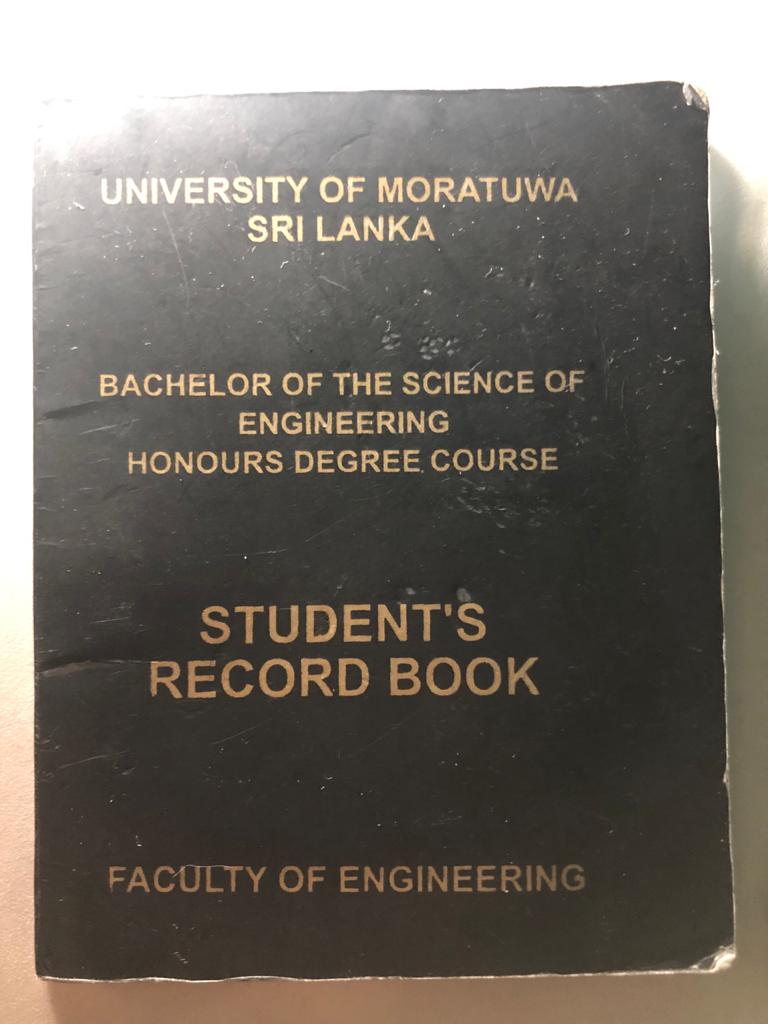 UNIVERSITY OF MORATUWA
SRI LANKA
BACHELOR OF THE SCIENCE OF
ENGINEERING
HONOURS DEGREE COURSE
STUDENT'S
RECORD BOOK
FACULTY OF ENGINEERING